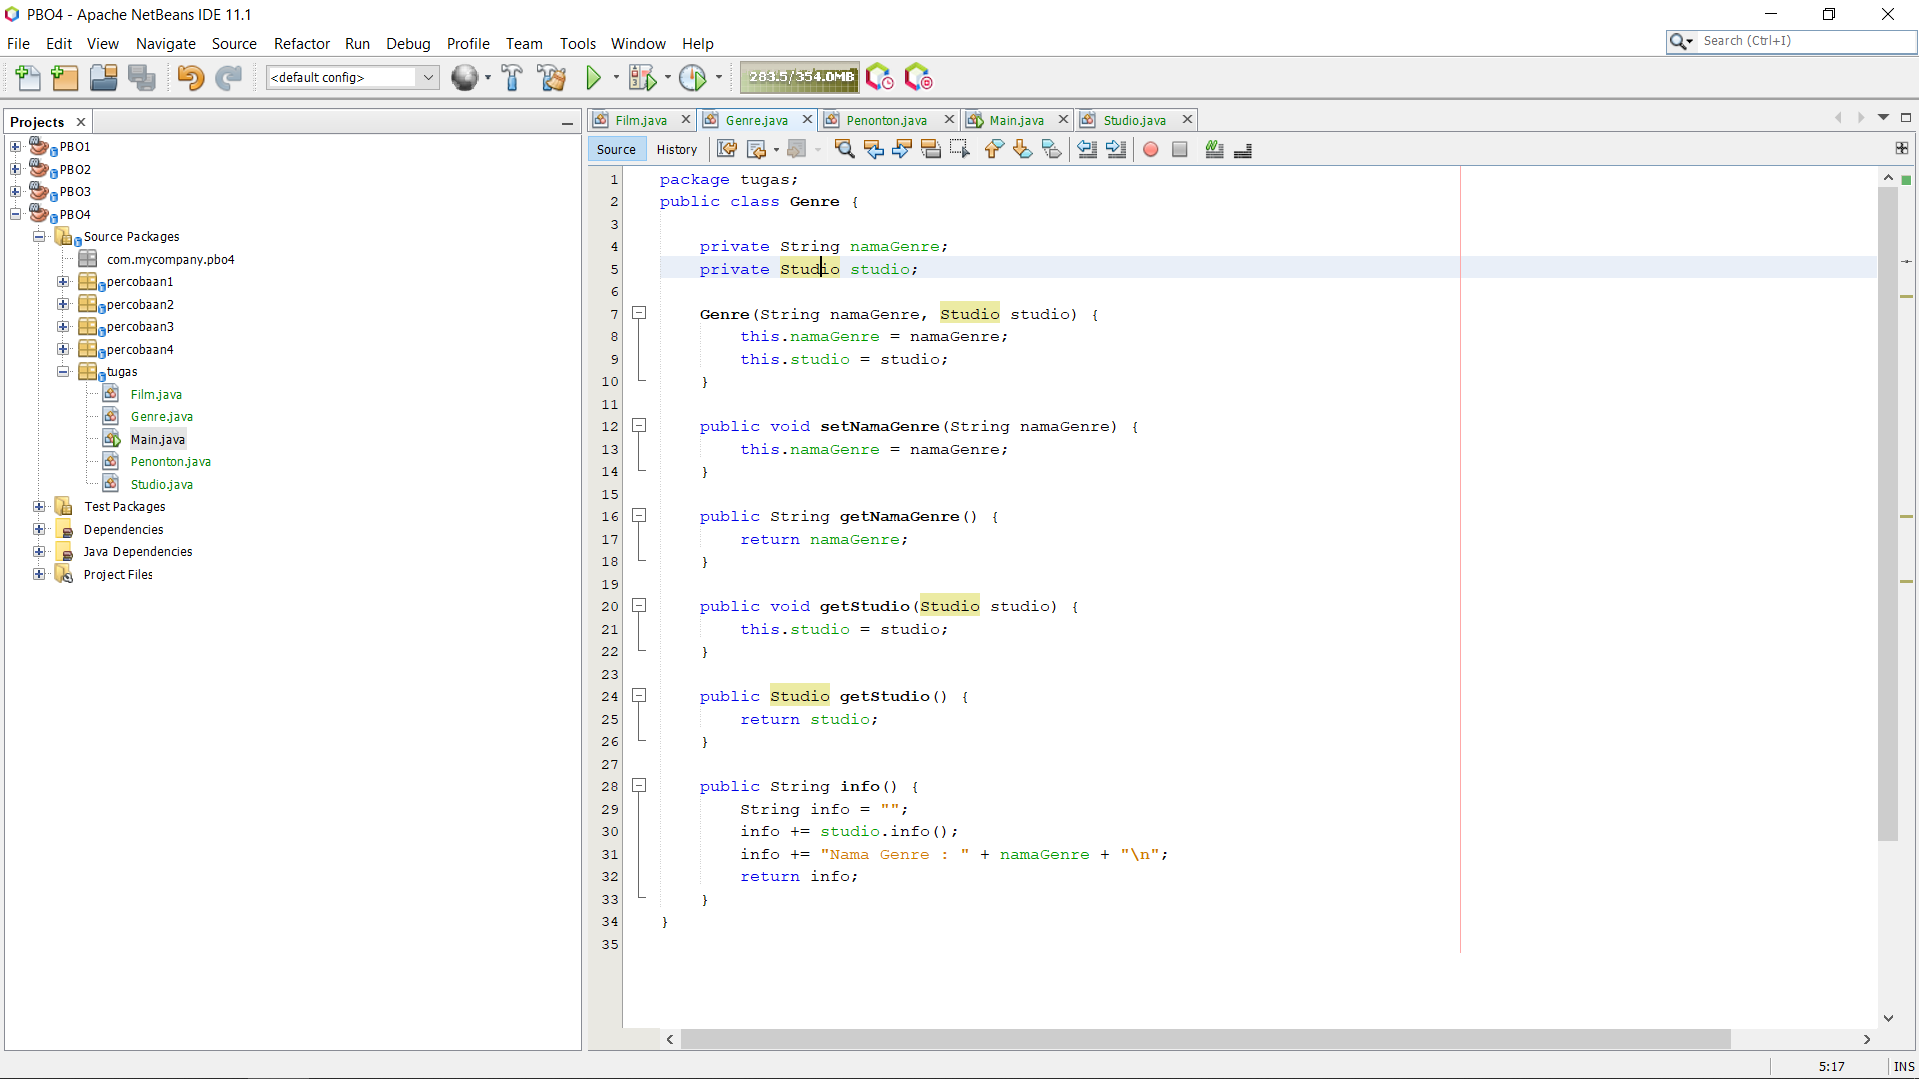 PBO4 - Apache NetBeans IDE 11.1
File Edit View Navigate Source Refactor Run Debug Profile Team Tools Window Help
Search (Ctrl+I)
<default config>
283.5/354.0MB
Projects
PBO1
PBO2
PBO3
PBO4
Source Packages
com.mycompany.pbo4
percobaan1
percobaan2
percobaan3
percobaan4
tugas
Film.java
Genre.java
Main.java
Penonton.java
Studio.java
Test Packages
Dependencies
Java Dependencies
Project Files
Film.java Genre.java Penonton.java Main.java Studio.java
Source History
1 package tugas;
2 public class Genre {
3
4 private String namaGenre;
5 private Studio studio;
6
7 Genre(String namaGenre, Studio studio) {
8 this.namaGenre = namaGenre;
9 this.studio = studio;
10 }
11
12 public void setNamaGenre(String namaGenre) {
13 this.namaGenre = namaGenre;
14 }
15
16 public String getNamaGenre() {
17 return namaGenre;
18 }
19
20 public void getStudio(Studio studio) {
21 this.studio = studio;
22 }
23
24 public Studio getStudio() {
25 return studio;
26 }
27
28 public String info() {
29 String info = "";
30 info += studio.info();
31 info += "Nama Genre : " + namaGenre + "\n";
32 return info;
33 }
34 }
35
5:17 INS